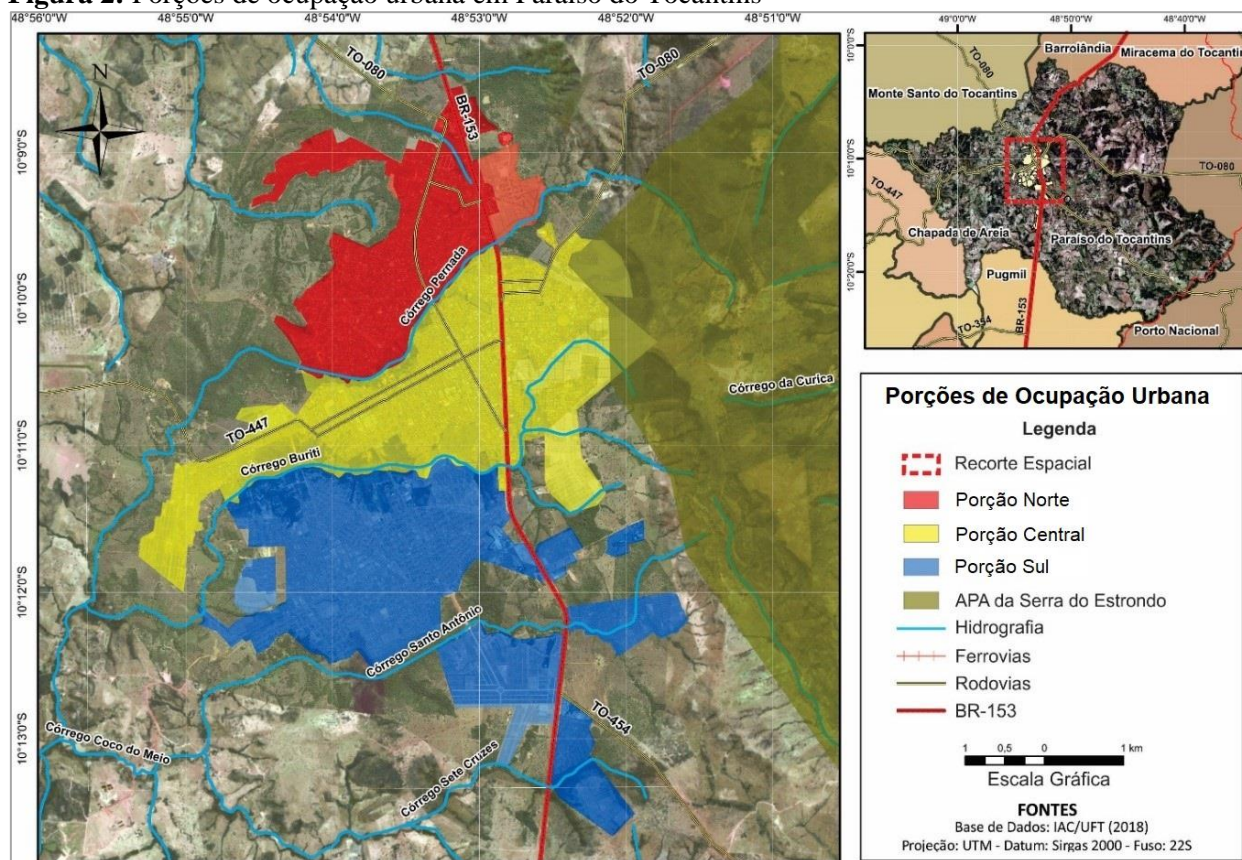 Figura 2: Porções de ocupação urbana em Paraíso do Tocantins
48°56'0"W
48°55'0"W
48°54'0"W
48°53'0"W
48°52'0"W
48°51'0"W
10°9'0"S
10°10'0"S
10°11'0"S
10°12'0"S
10°13'0"S
N
TO-080
BR-153
TO-080
Córrego Pernada
Córrego da Curica
TO-447
Córrego Buriti
Córrego Santo Antônio
TO-454
Córrego Coco do Meio
Córrego Sete Cruzes
49°0'0"W
48°50'0"W
48°40'0"W
10°0'0"S
10°10'0"S
10°20'0"S
Barrolândia
Miracema do Tocantins
TO-080
Monte Santo do Tocantins
TO-080
TO-447
Chapada de Areia
Paraíso do Tocantins
Pugmil
TO-354
BR-153
Porto Nacional
Porções de Ocupação Urbana
Legenda
Recorte Espacial
Porção Norte
Porção Central
Porção Sul
APA da Serra do Estrondo
Hidrografia
Ferrovias
Rodovias
BR-153
1 0,5 0 1 km
Escala Gráfica
FONTES
Base de Dados: IAC/UFT (2018)
Projeção: UTM - Datum: Sirgas 2000 - Fuso: 22S